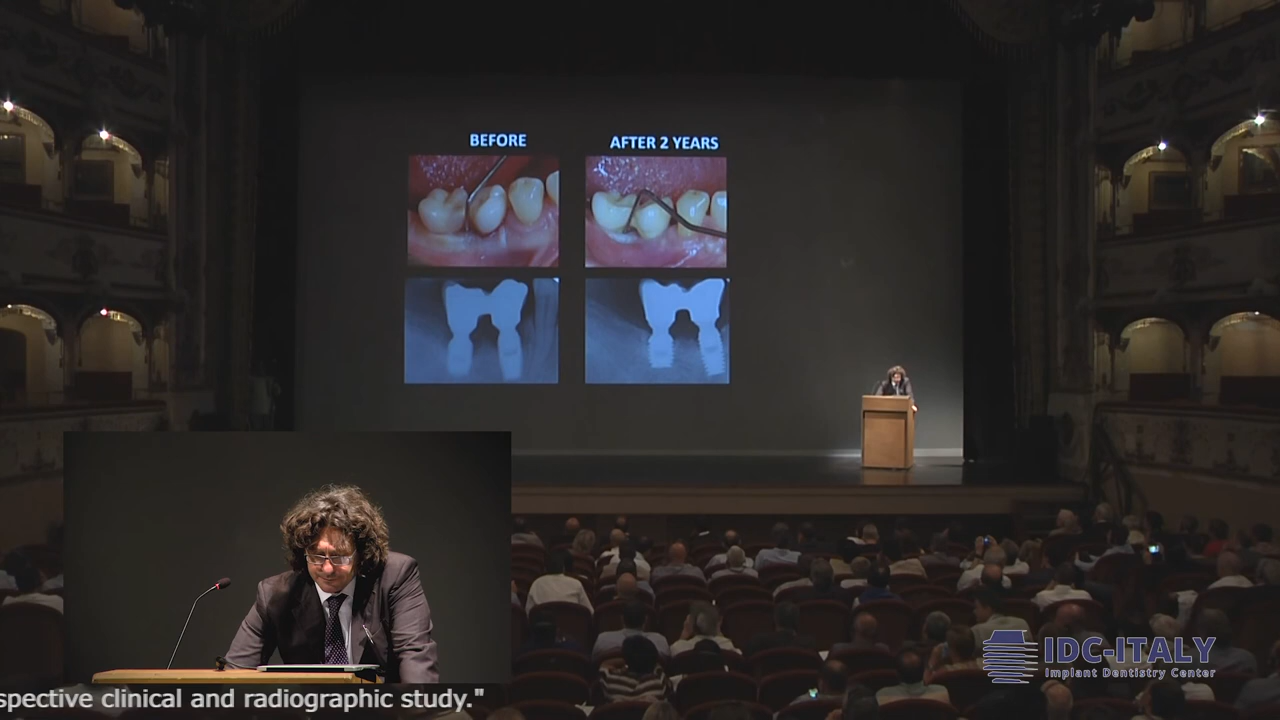 BEFORE
AFTER 2 YEARS
IDC-ITALY
Implant Dentistry Center
spective clinical and radiographic study."